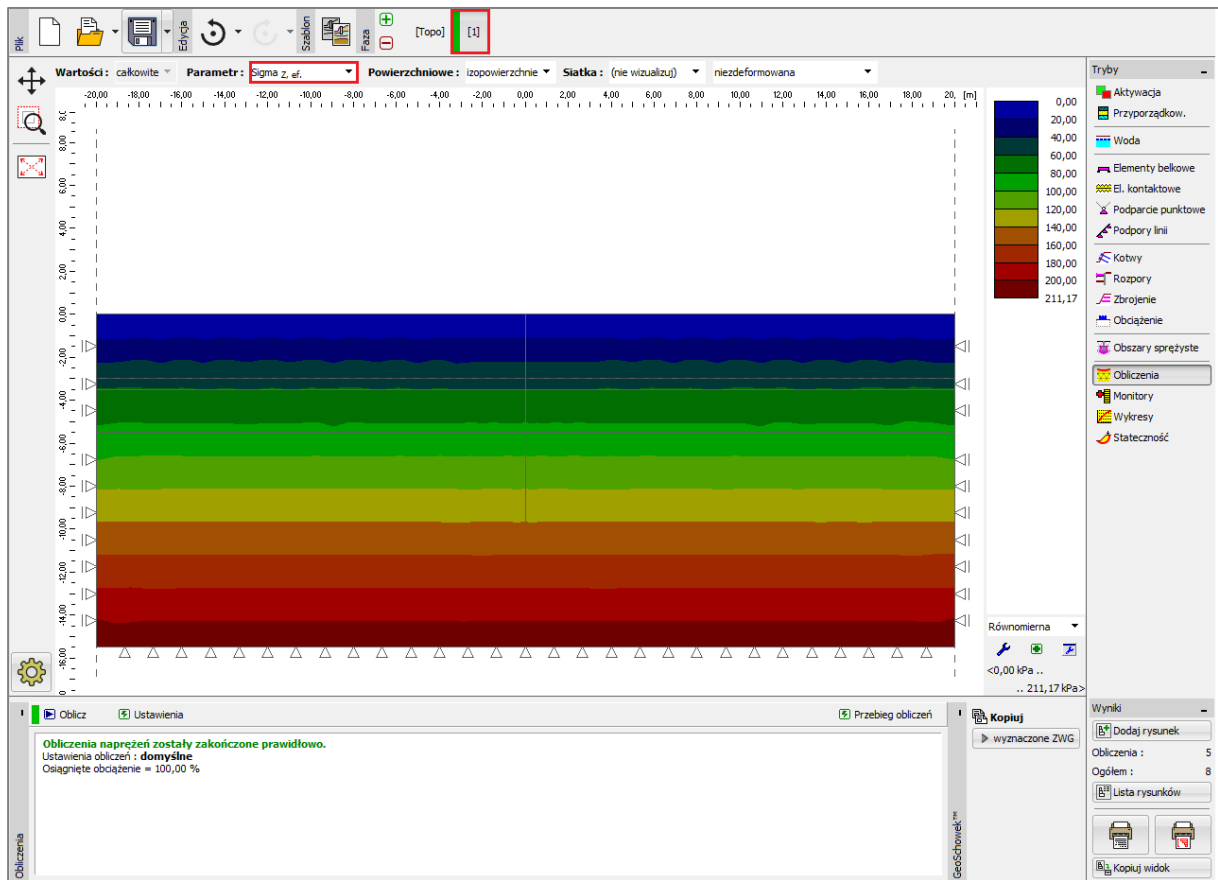 Plik
Edycja
Szablon
Faza
[Topo]
[1]
Wartości : całkowite Parametr : Sigma z, ef. Powierzchniowe : izopowierzchnie Siatka : (nie wizualizuj) niezdeformowana
-20,00 -18,00 -16,00 -14,00 -12,00 -10,00 -8,00 -6,00 -4,00 -2,00 0,00 2,00 4,00 6,00 8,00 10,00 12,00 14,00 16,00 18,00 20, [m]
8,00
6,00
4,00
2,00
0,00
-2,00
-4,00
-6,00
-8,00
-10,00
-12,00
-14,00
-16,00
0,00
20,00
40,00
60,00
80,00
100,00
120,00
140,00
160,00
180,00
200,00
211,17
Równomierna
<0,00 kPa ..
.. 211,17 kPa>
Tryby
Aktywacja
Przyporządkow.
Woda
Elementy belkowe
El. kontaktowe
Podparcie punktowe
Podpory linii
Kotwy
Rozpory
Zbrojenie
Obciążenie
Obszary sprężyste
Obliczenia
Monitory
Wykresy
Stateczność
Oblicz Ustawienia Przebieg obliczeń
Obliczenia naprężeń zostały zakończone prawidłowo.
Ustawienia obliczeń : domyślne
Osiągnięte obciążenie = 100,00 %
Obliczenia
GeoSchowek™
Kopiuj
wyznaczone ZWG
Wyniki
Dodaj rysunek
Obliczenia : 5
Ogółem : 8
Lista rysunków
Kopiuj widok